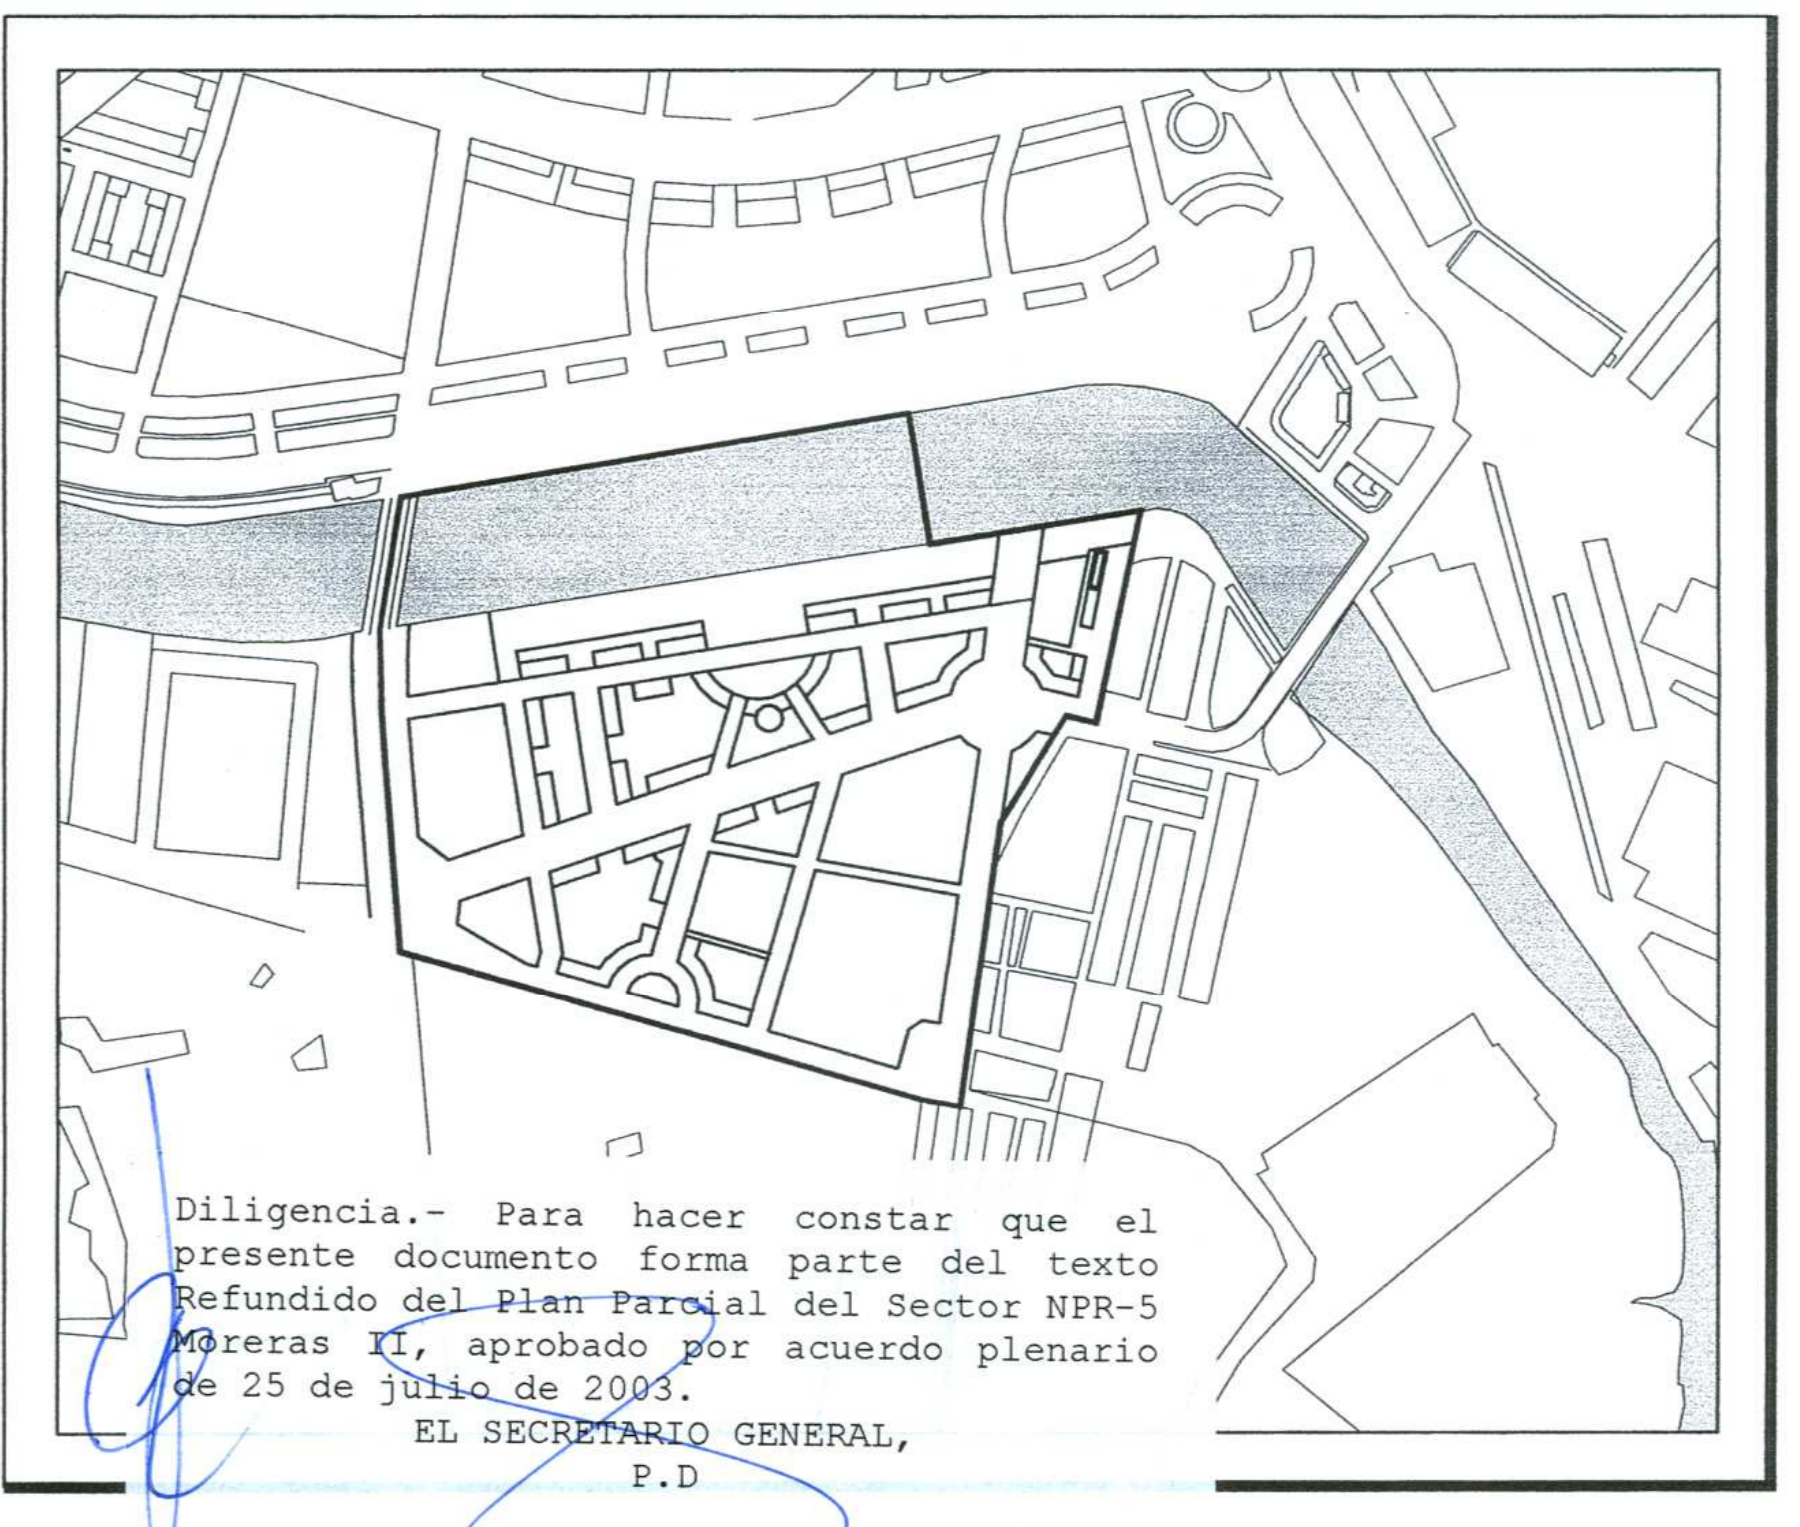 Diligencia.- Para hacer constar que el
presente documento forma parte del texto
Refundido del Plan Parcial del Sector NPR-5
Moreras II, aprobado por acuerdo plenario
de 25 de julio de 2003.
EL SECRETARIO GENERAL,
P.D